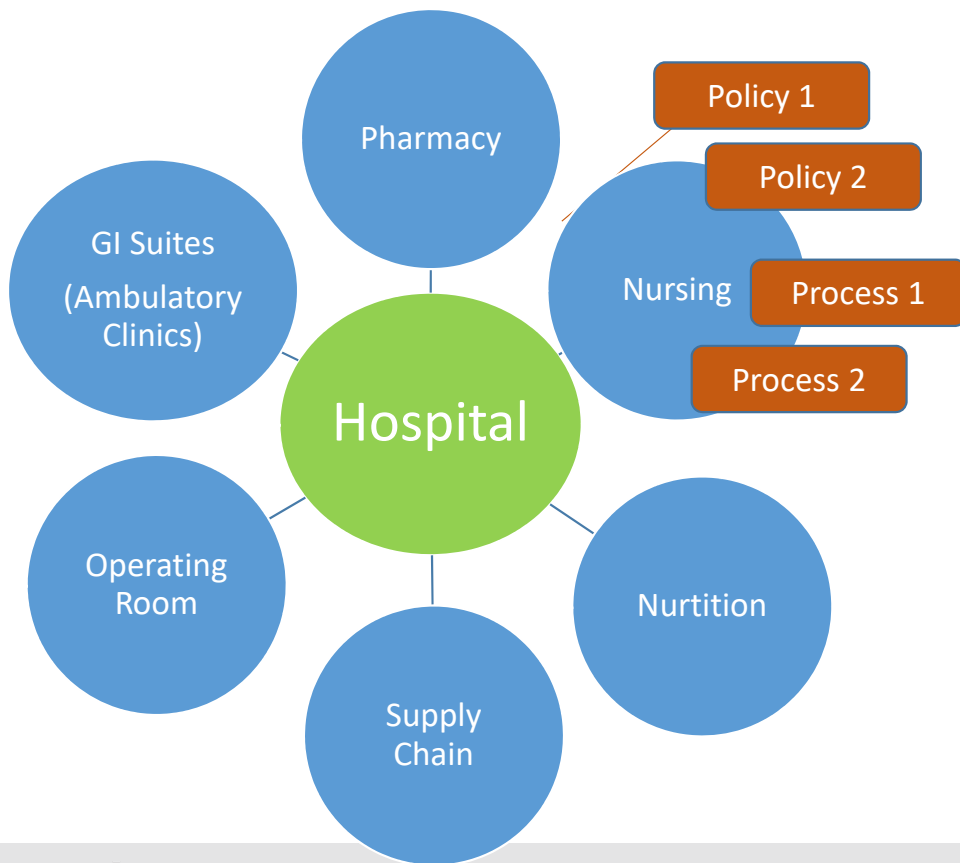 Pharmacy
Policy 1
Policy 2
GI Suites
(Ambulatory
Clinics)
Nursing
Process 1
Process 2
Hospital
Operating
Room
Nurtition
Supply
Chain